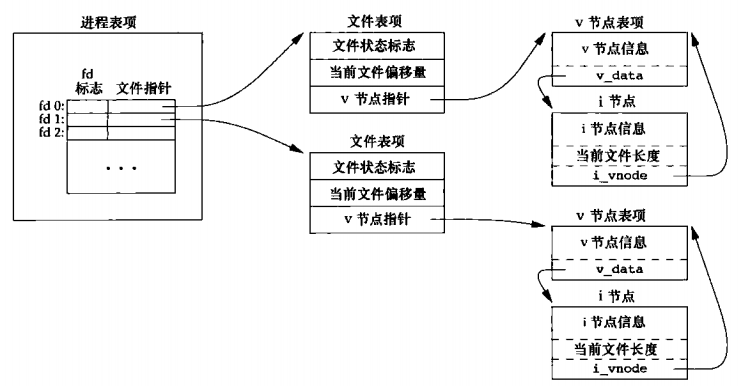 进程表项
fd
标志 文件指针
fd 0:
fd 1:
fd 2:
...
文件表项
文件状态标志
当前文件偏移量
v 节点指针
文件表项
文件状态标志
当前文件偏移量
v 节点指针
v 节点表项
v 节点信息
v_data
i 节点
i 节点信息
当前文件长度
i_vnode
v 节点表项
v 节点信息
v_data
i 节点
i 节点信息
当前文件长度
i_vnode